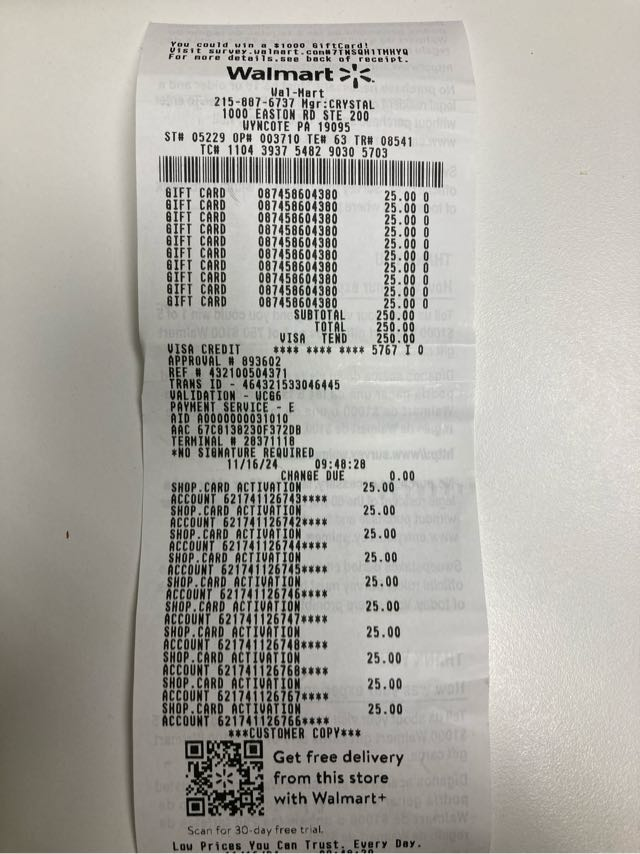 You could win a $1000 GiftCard!
Visit survey.walmart.com#7TNSQH1TMHYQ
For more details.see back of receipt.
Walmart
Wal-Mart
215-887-6737 Mgr:CRYSTAL
1000 EASTON RD STE 200
WYNCOTE PA 19095
ST# 05229 OP# 003710 TE# 63 TR# 08541
TC# 1104 3937 5482 9030 5703
GIFT CARD 087458604380 25.00 O
GIFT CARD 087458604380 25.00 O
GIFT CARD 087458604380 25.00 O
GIFT CARD 087458604380 25.00 O
GIFT CARD 087458604380 25.00 O
GIFT CARD 087458604380 25.00 O
GIFT CARD 087458604380 25.00 O
GIFT CARD 087458604380 25.00 O
GIFT CARD 087458604380 25.00 O
GIFT CARD 087458604380 25.00 O
SUBTOTAL 250.00
TOTAL 250.00
VISA TEND 250.00
VISA CREDIT **** **** **** 5767 I 0
APPROVAL # 893602
REF # 432100504371
TRANS ID - 464321533046445
VALIDATION - WC66
PAYMENT SERVICE - E
AID A0000000031010
AAC 67C8138230F372DB
TERMINAL # 28371118
*NO SIGNATURE REQUIRED
11/16/24 09:48:28
CHANGE DUE 0.00
SHOP.CARD ACTIVATION 25.00
ACCOUNT 621741126743****
SHOP.CARD ACTIVATION 25.00
ACCOUNT 621741126742****
SHOP.CARD ACTIVATION 25.00
ACCOUNT 621741126744****
SHOP.CARD ACTIVATION 25.00
ACCOUNT 621741126745****
SHOP.CARD ACTIVATION 25.00
ACCOUNT 621741126746****
SHOP.CARD ACTIVATION 25.00
ACCOUNT 621741126747****
SHOP.CARD ACTIVATION 25.00
ACCOUNT 621741126748****
SHOP.CARD ACTIVATION 25.00
ACCOUNT 621741126768****
SHOP.CARD ACTIVATION 25.00
ACCOUNT 621741126767****
SHOP.CARD ACTIVATION 25.00
ACCOUNT 621741126766****
***CUSTOMER COPY***
Get free delivery
from this store
with Walmart+
Scan for 30-day free trial.
Low Prices You Can Trust. Every Day.